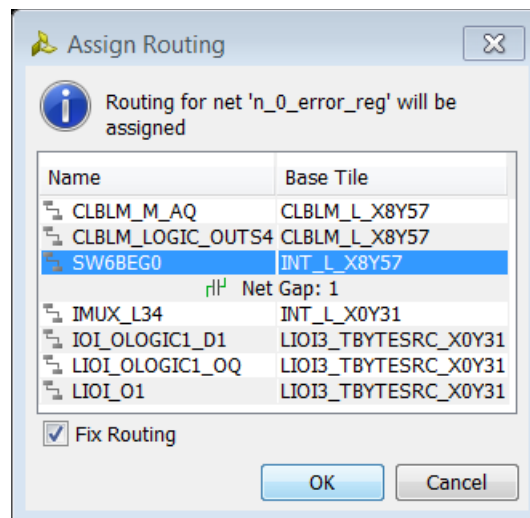 Assign Routing
Routing for net 'n_0_error_reg' will be
assigned
Name Base Tile
CLBLM_M_AQ CLBLM_L_X8Y57
CLBLM_LOGIC_OUTS4 CLBLM_L_X8Y57
SW6BEG0 INT_L_X8Y57
Net Gap: 1
IMUX_L34 INT_L_X0Y31
IOI_OLOGIC1_D1 LIOI3_TBYTESRC_X0Y31
LIOI_OLOGIC1_OQ LIOI3_TBYTESRC_X0Y31
LIOI_O1 LIOI3_TBYTESRC_X0Y31
Fix Routing
OK Cancel